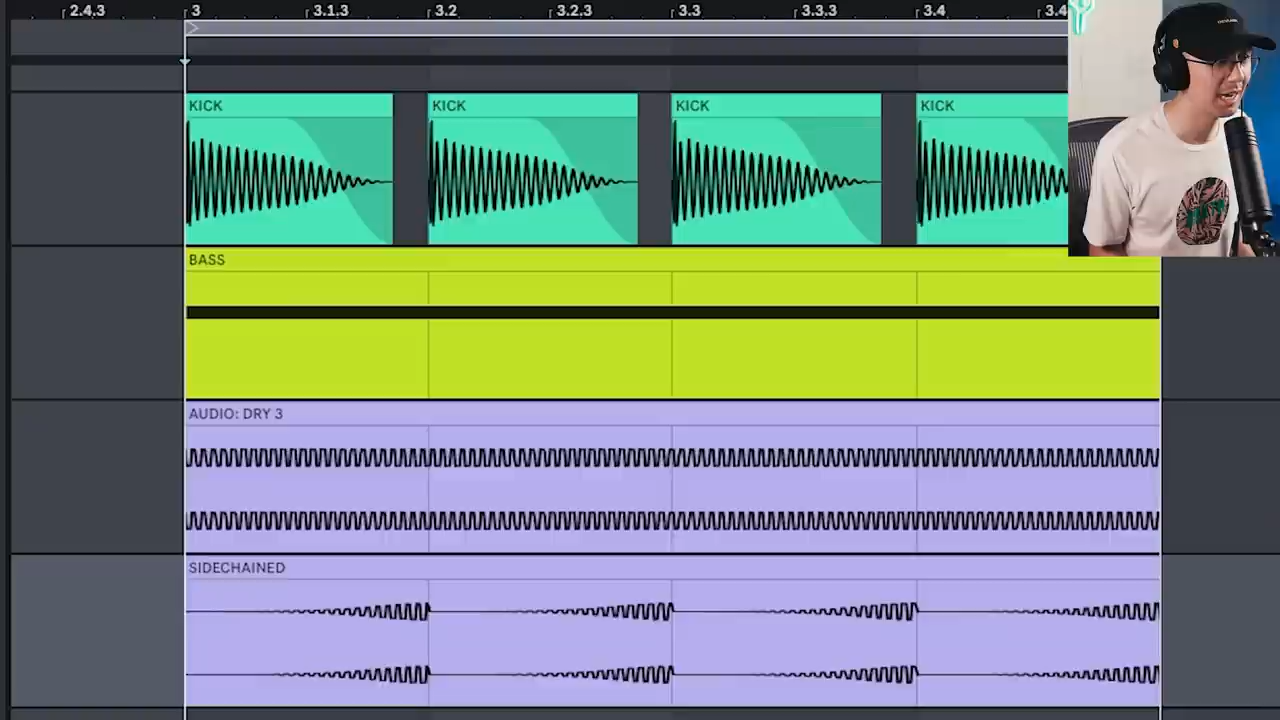 2.4.3 3 3.1.3 3.2 3.2.3 3.3 3.3.3 3.4 3.4
KICK KICK KICK KICK
BASS
AUDIO: DRY 3
SIDECHAINED